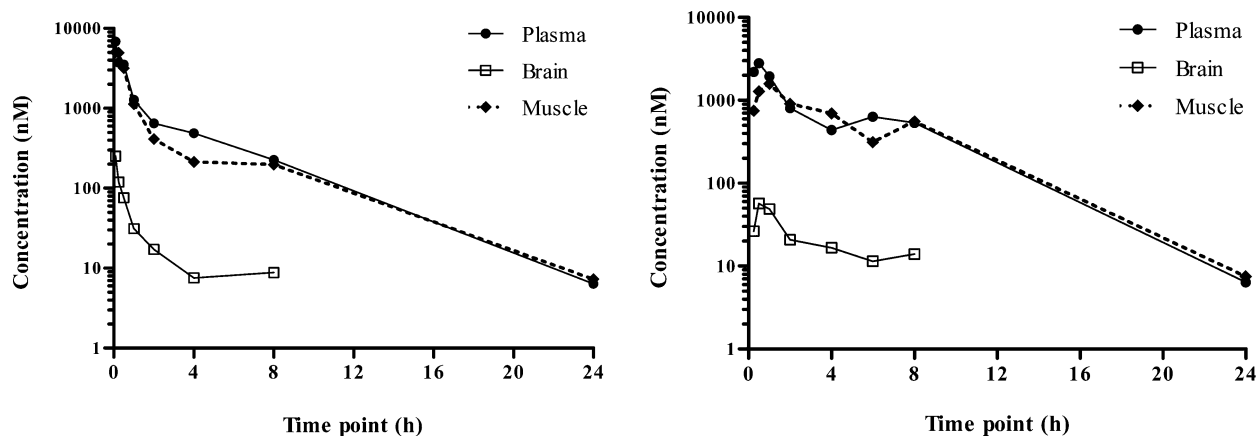 10000
1000
100
10
1
Concentration (nM)
0 4 8 12 16 20 24
Time point (h)
Plasma
Brain
Muscle
10000
1000
100
10
1
Concentration (nM)
0 4 8 12 16 20 24
Time point (h)
Plasma
Brain
Muscle